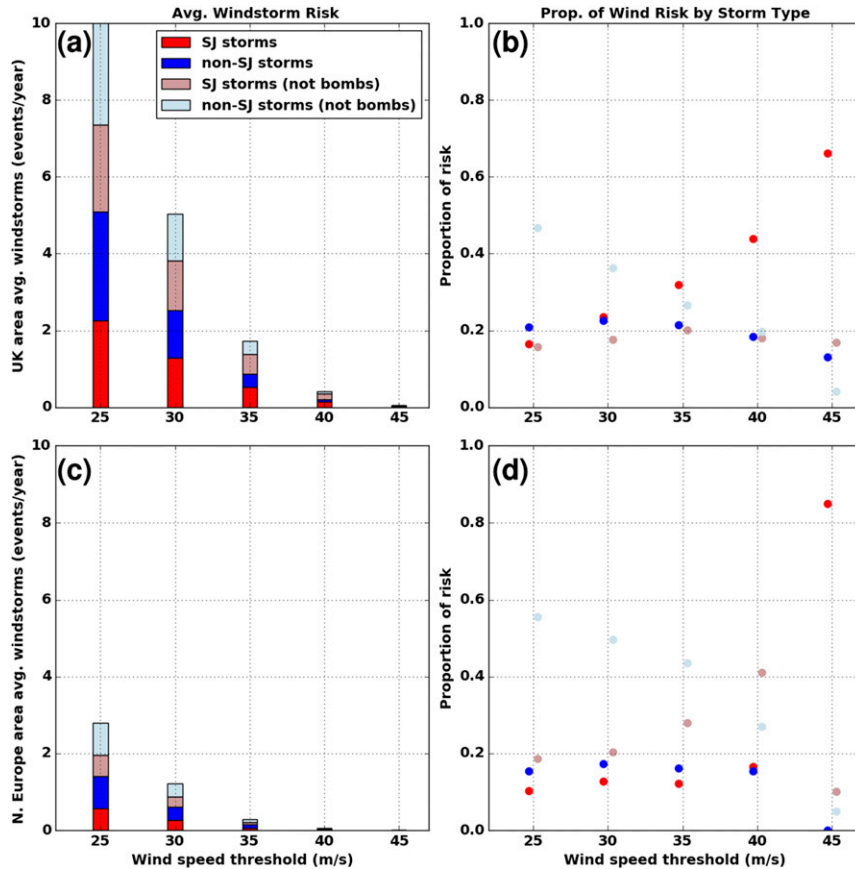 Avg. Windstorm Risk
Prop. of Wind Risk by Storm Type
(a)
SJ storms
non-SJ storms
SJ storms (not bombs)
non-SJ storms (not bombs)
UK area avg. windstorms (events/year)
10
8
6
4
2
0
25 30 35 40 45
(b)
Proportion of risk
1.0
0.8
0.6
0.4
0.2
0.0
25 30 35 40 45
(c)
N. Europe area avg. windstorms (events/year)
10
8
6
4
2
0
25 30 35 40 45
Wind speed threshold (m/s)
(d)
Proportion of risk
1.0
0.8
0.6
0.4
0.2
0.0
25 30 35 40 45
Wind speed threshold (m/s)